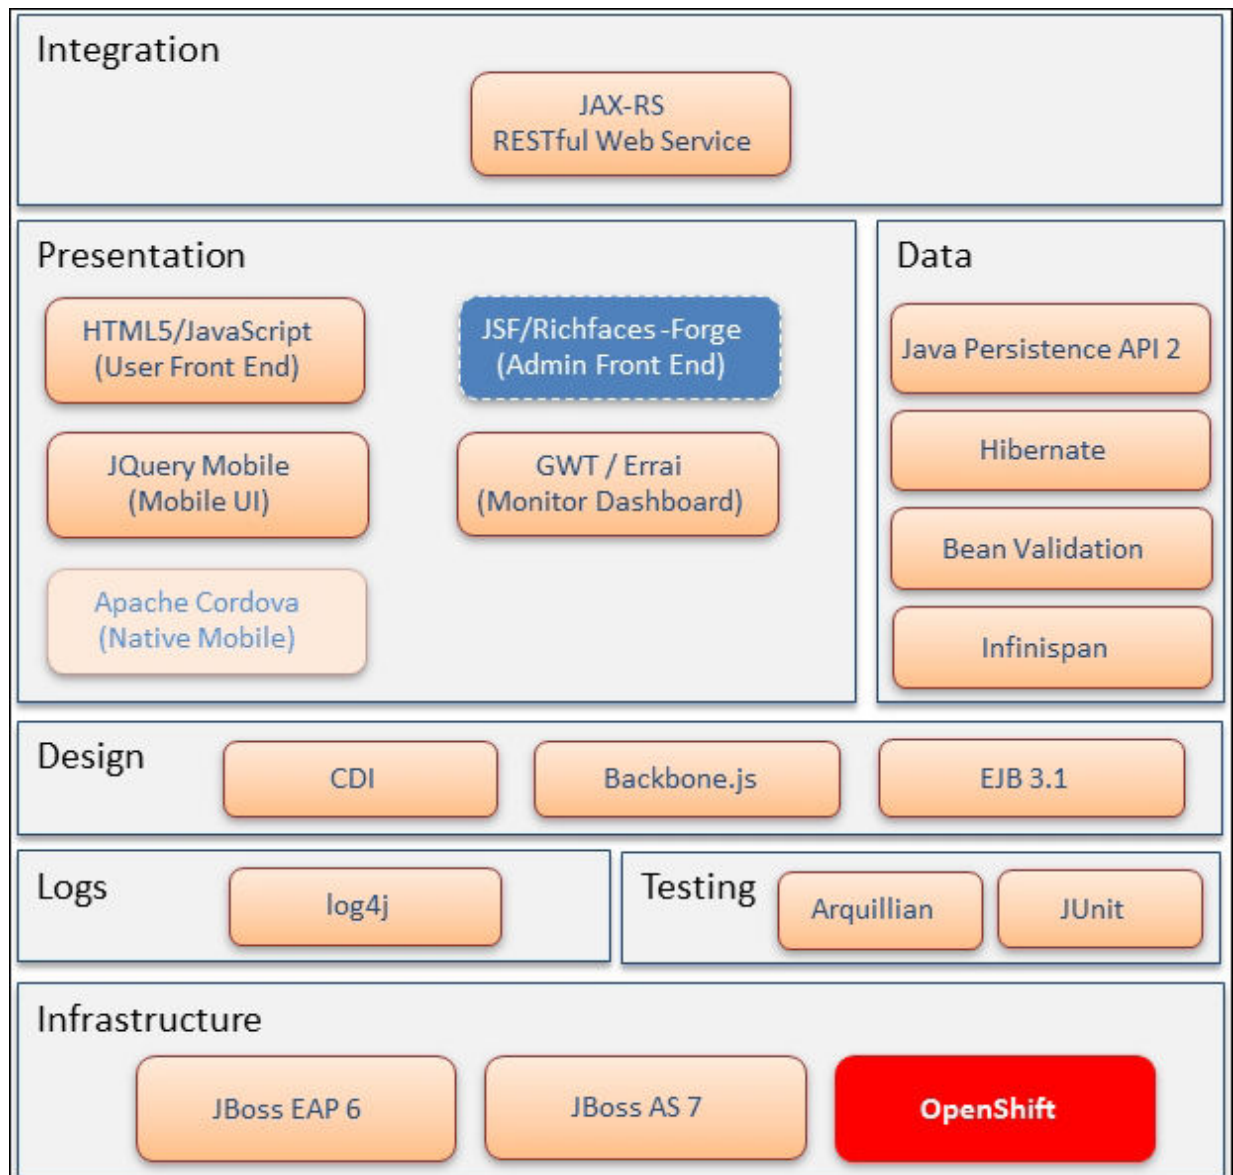 Integration
JAX-RS
RESTful Web Service
Presentation
HTML5/JavaScript
(User Front End)
JSF/Richfaces -Forge
(Admin Front End)
JQuery Mobile
(Mobile UI)
GWT / Errai
(Monitor Dashboard)
Apache Cordova
(Native Mobile)
Data
Java Persistence API 2
Hibernate
Bean Validation
Infinispan
Design
CDI
Backbone.js
EJB 3.1
Logs
log4j
Testing
Arquillian
JUnit
Infrastructure
JBoss EAP 6
JBoss AS 7
OpenShift